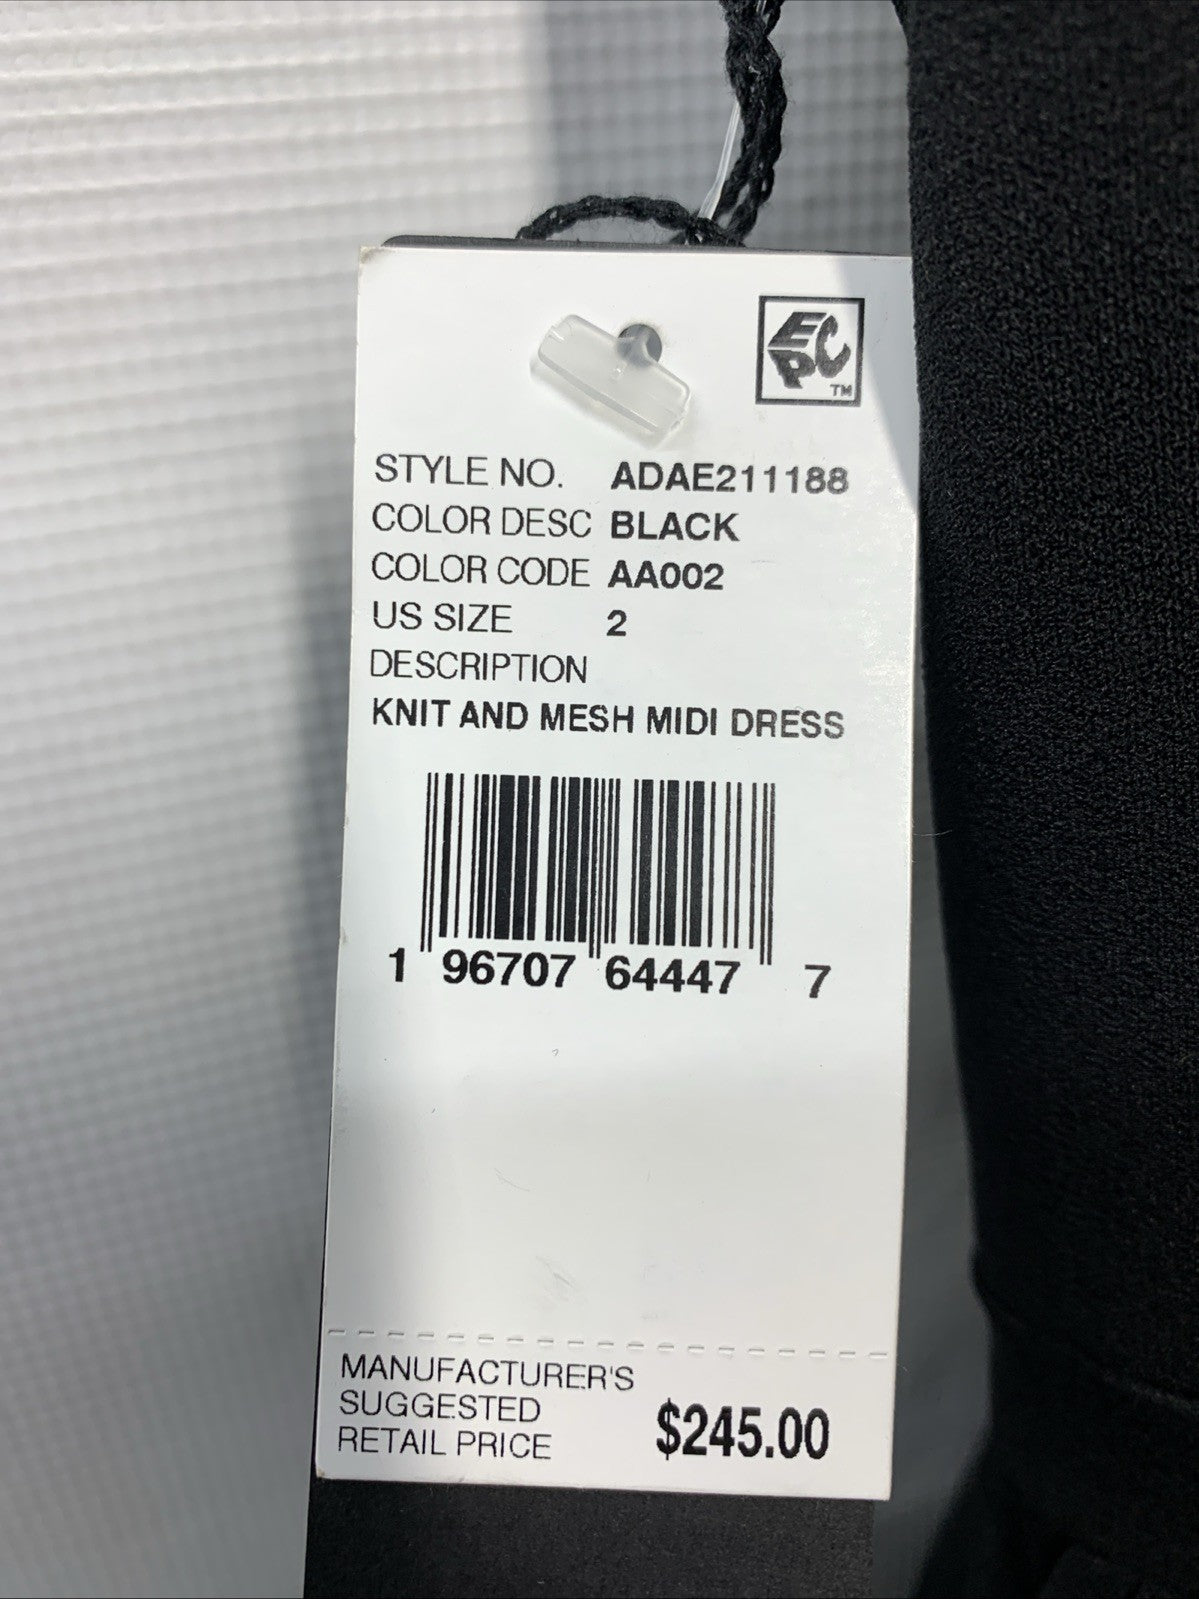 EPC
TM
STYLE NO. ADAE211188
COLOR DESC BLACK
COLOR CODE AA002
US SIZE 2
DESCRIPTION
KNIT AND MESH MIDI DRESS
1 96707 64447 7
MANUFACTURER'S
SUGGESTED
RETAIL PRICE
$245.00